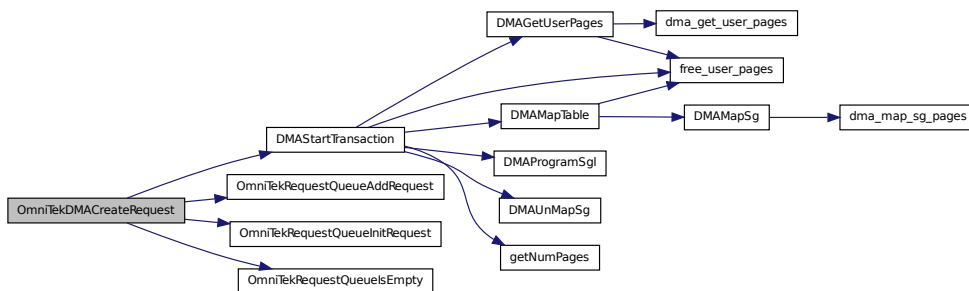 DMAGetUserPages
dma_get_user_pages
free_user_pages
DMAMapTable
DMAMapSg
dma_map_sg_pages
DMAStartTransaction
DMAProgramSgl
OmniTekRequestQueueAddRequest
OmniTekDMACreateRequest
DMAUnMapSg
OmniTekRequestQueueInitRequest
getNumPages
OmniTekRequestQueueIsEmpty